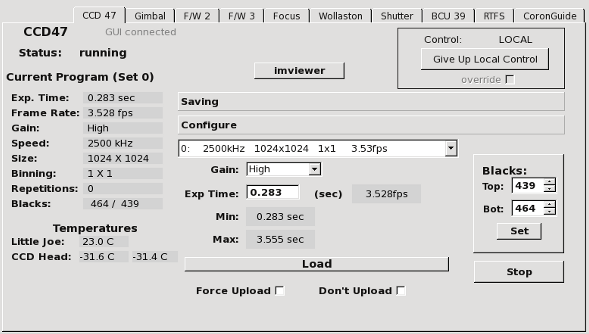 CCD 47 Gimbal F/W 2 F/W 3 Focus Wollaston Shutter BCU 39 RTFS CoronGuide
CCD47 GUI connected
Status: running
Control: LOCAL
Give Up Local Control
override
imviewer
Current Program (Set 0)
Exp. Time: 0.283 sec
Frame Rate: 3.528 fps
Gain: High
Speed: 2500 kHz
Size: 1024 X 1024
Binning: 1 X 1
Repetitions: 0
Blacks: 464 / 439
Temperatures
Little Joe: 23.0 C
CCD Head: -31.6 C -31.4 C
Saving
Configure
0: 2500kHz 1024x1024 1x1 3.53fps
Gain: High
Exp Time: 0.283 (sec) 3.528fps
Min: 0.283 sec
Max: 3.555 sec
Load
Force Upload Don't Upload
Blacks:
Top: 439
Bot: 464
Set
Stop